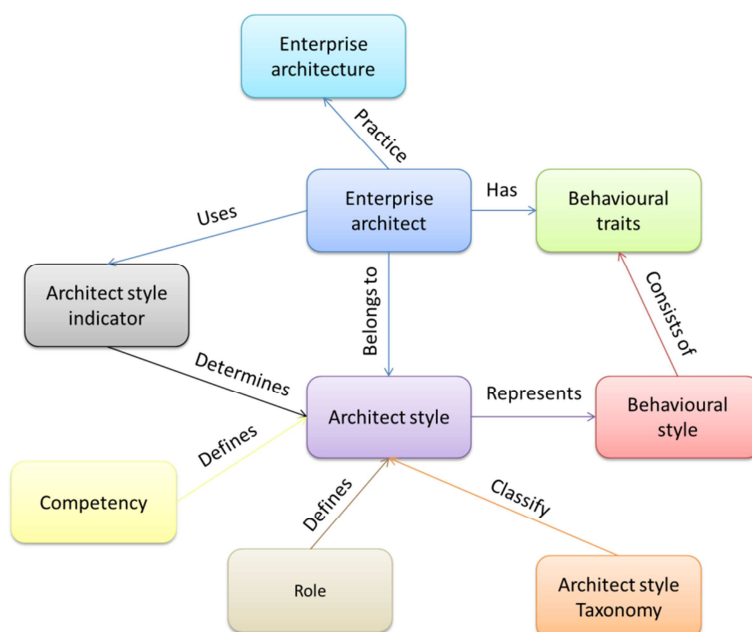 Enterprise
architecture
Practice
Enterprise
architect
Has
Behavioural
traits
Uses
Architect style
indicator
Belongs to
Consists of
Determines
Architect style
Represents
Behavioural
style
Defines
Competency
Defines
Classify
Role
Architect style
Taxonomy